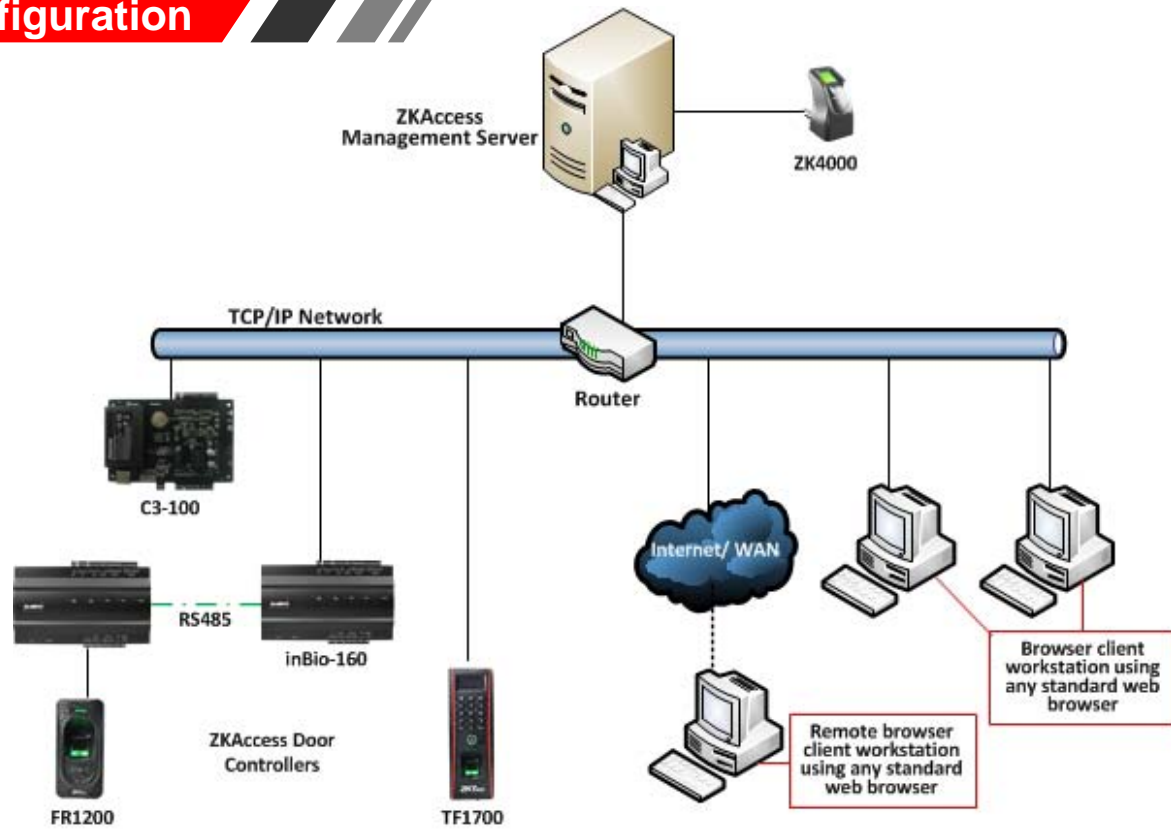 figuration
ZKAccess
Management Server
ZK4000
TCP/IP Network
Router
C3-100
Internet/ WAN
RS485
inBio-160
Browser client
workstation using
any standard web
browser
ZKAccess Door
Controllers
Remote browser
client workstation
using any standard
web browser
FR1200
TF1700